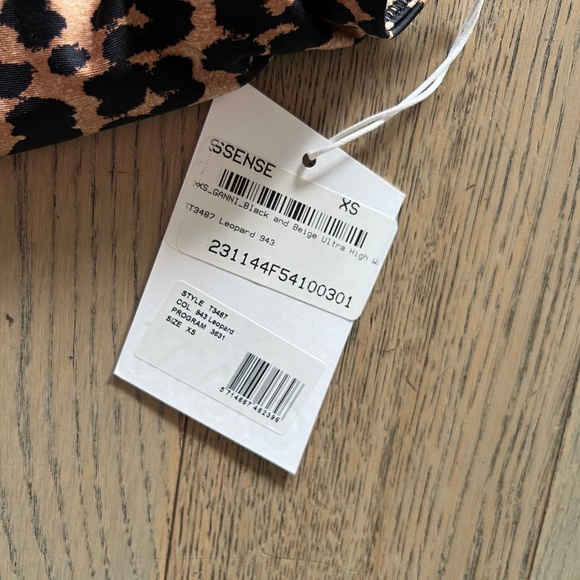 SSENSE XS
XS_GANNI_Black and Beige Ultra High W
T3487 Leopard 943
231144F54100301
STYLE T3487
COL 943 Leopard
PROGRAM 3631
SIZE XS
5714667462396